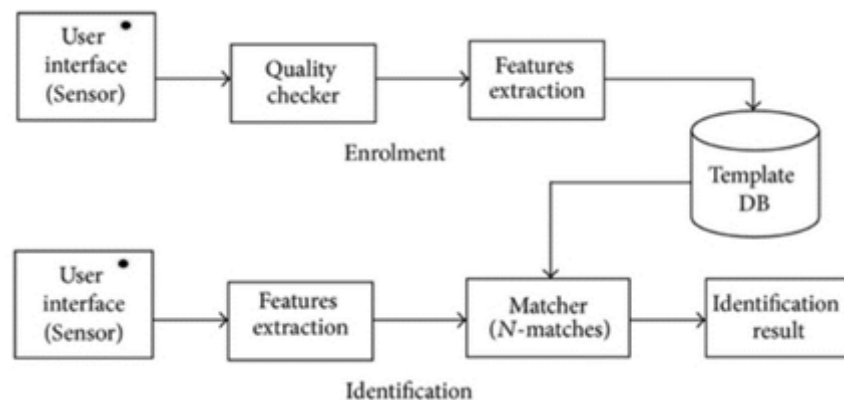 User
interface
(Sensor)
Quality
checker
Features
extraction
Enrolment
Template
DB
User
interface
(Sensor)
Features
extraction
Matcher
(N-matches)
Identification
result
Identification